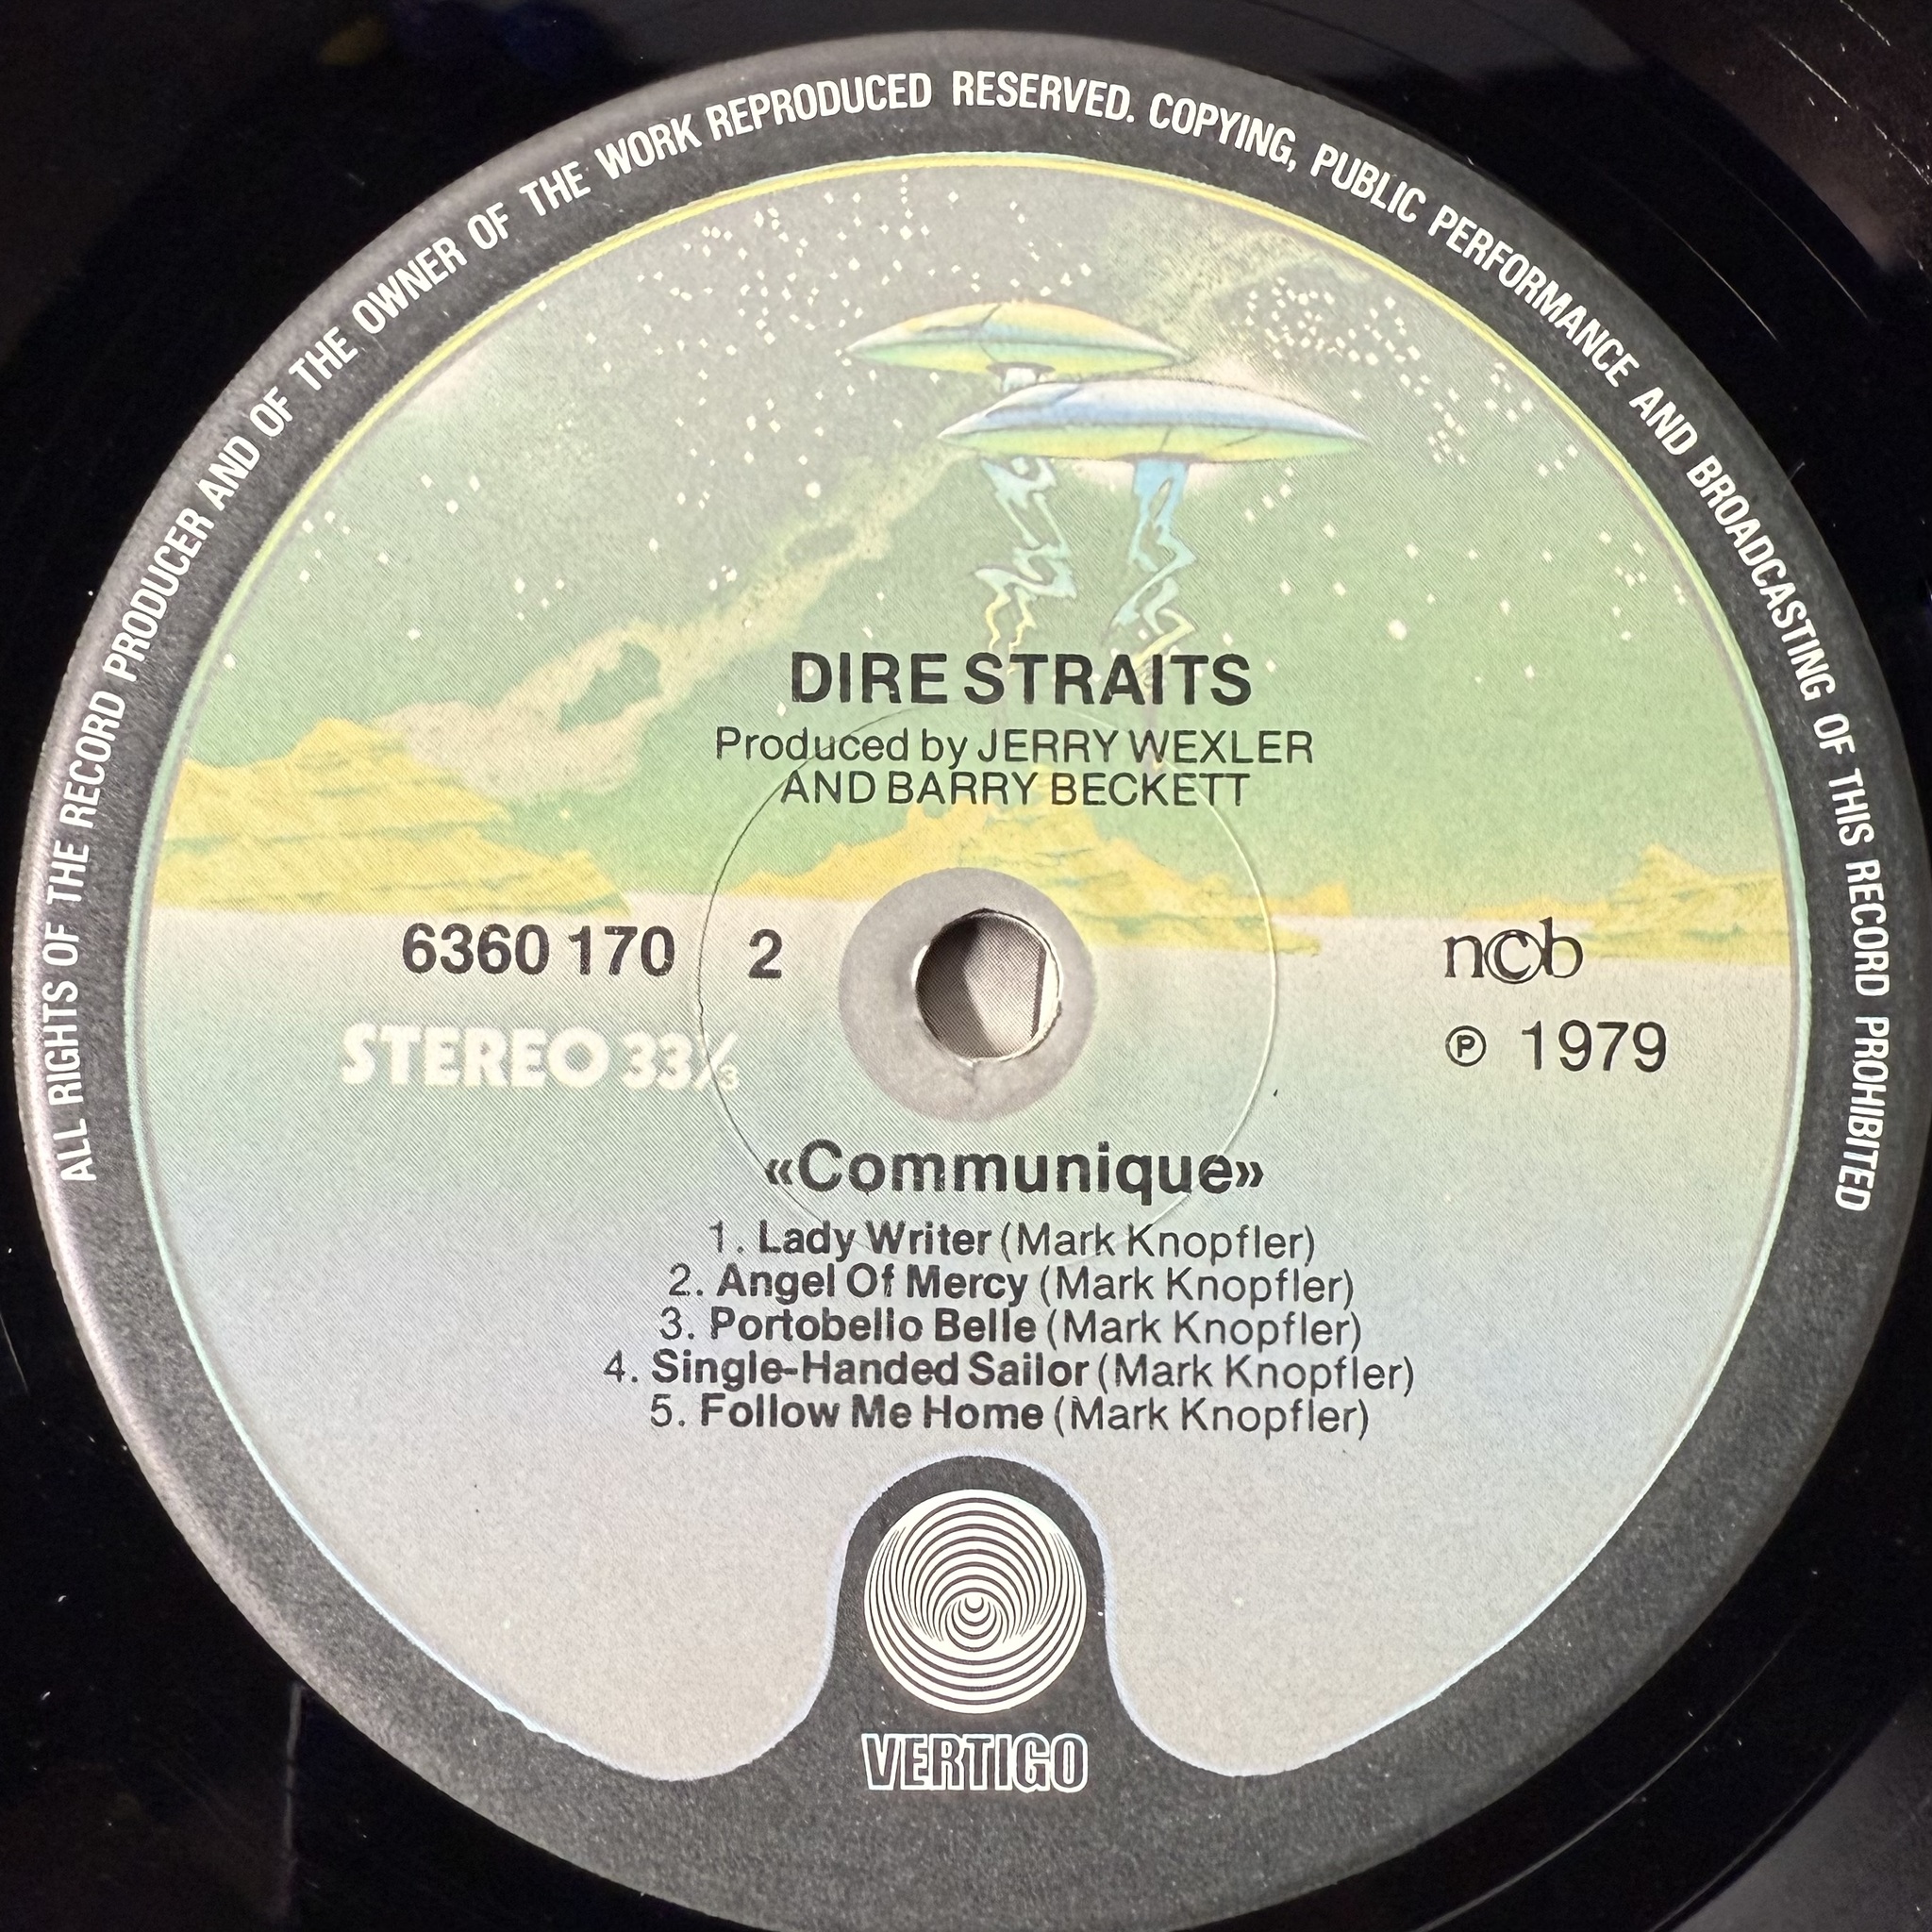 ALL RIGHTS OF THE RECORD PRODUCER AND OF THE OWNER OF THE WORK REPRODUCED RESERVED. COPYING, PUBLIC PERFORMANCE AND BROADCASTING OF THIS RECORD PROHIBITED
DIRE STRAITS
Produced by JERRY WEXLER
AND BARRY BECKETT
6360 170 2
ncb
STEREO 33⅓
℗ 1979
«Communique»
1. Lady Writer (Mark Knopfler)
2. Angel Of Mercy (Mark Knopfler)
3. Portobello Belle (Mark Knopfler)
4. Single-Handed Sailor (Mark Knopfler)
5. Follow Me Home (Mark Knopfler)
VERTIGO